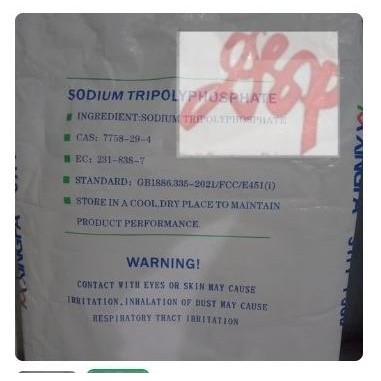 SODIUM TRIPOLYPHOSPHATE
INGREDIENT:SODIUM TRIPOLYPHOSPHATE
CAS: 7758-29-4
EC: 231-838-7
STANDARD: GB1886.335-2021/FCC/E451(i)
STORE IN A COOL,DRY PLACE TO MAINTAIN
PRODUCT PERFORMANCE.
WARNING!
CONTACT WITH EYES OR SKIN MAY CAUSE
IRRITATION.INHALATION OF DUST MAY CAUSE
RESPIRATORY TRACT IRRITATION